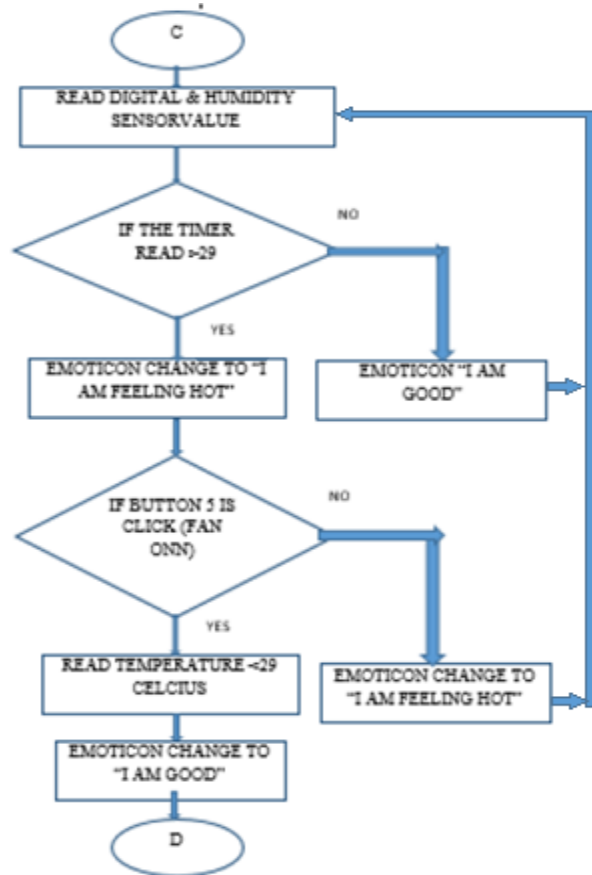 C
READ DIGITAL & HUMIDITY
SENSORVALUE
NO
IF THE TIMER
READ >29
YES
EMOTICON CHANGE TO “I
AM FEELING HOT”
EMOTICON “I AM
GOOD”
IF BUTTON 5 IS
CLICK (FAN
ONN)
NO
YES
READ TEMPERATURE <29
CELCIUS
EMOTICON CHANGE TO
“I AM FEELING HOT”
EMOTICON CHANGE TO
“I AM GOOD”
D